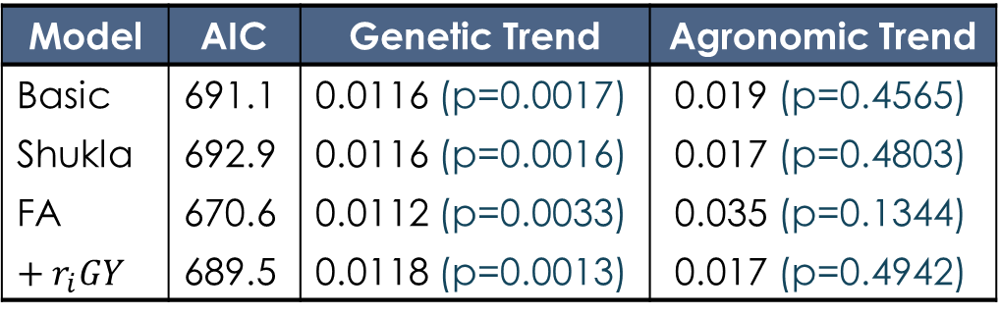 Model AIC Genetic Trend Agronomic Trend
Basic 691.1 0.0116 (p=0.0017) 0.019 (p=0.4565)
Shukla 692.9 0.0116 (p=0.0016) 0.017 (p=0.4803)
FA 670.6 0.0112 (p=0.0033) 0.035 (p=0.1344)
+ rᵢGY 689.5 0.0118 (p=0.0013) 0.017 (p=0.4942)